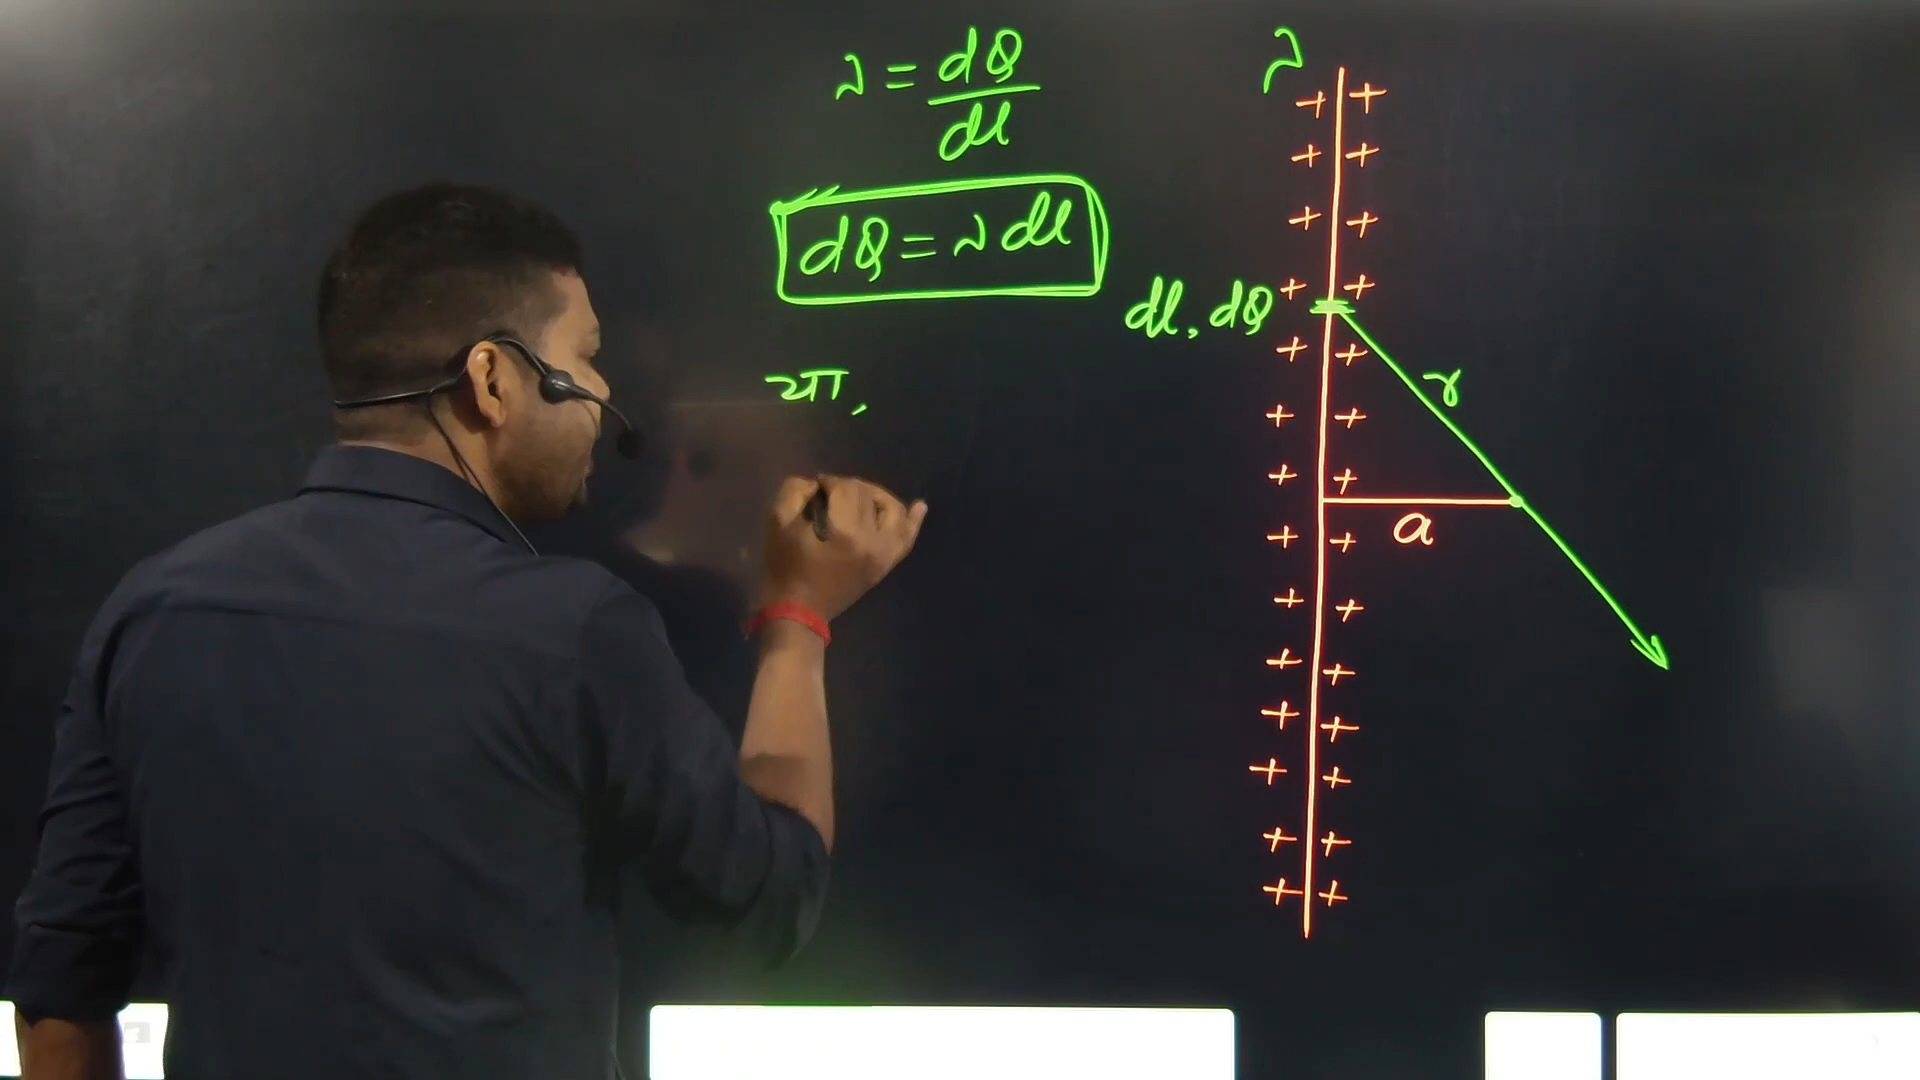 λ = dQ/dl
dQ = λ dl
या,
λ
dl, dQ
r
a